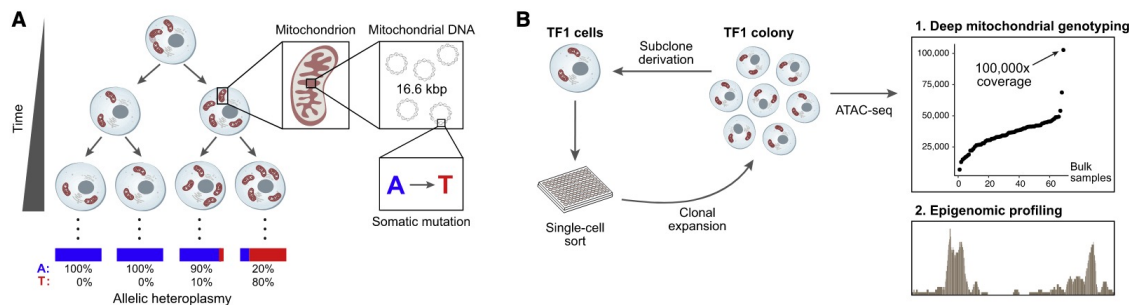 A
Time
Mitochondrion
Mitochondrial DNA
16.6 kbp
A → T
Somatic mutation
A: 100% 100% 90% 20%
T: 0% 0% 10% 80%
Allelic heteroplasmy
B
TF1 cells
Subclone
derivation
TF1 colony
Single-cell
sort
Clonal
expansion
ATAC-seq
1. Deep mitochondrial genotyping
100,000
75,000
50,000
25,000
100,000x
coverage
0 20 40 60
Bulk
samples
2. Epigenomic profiling